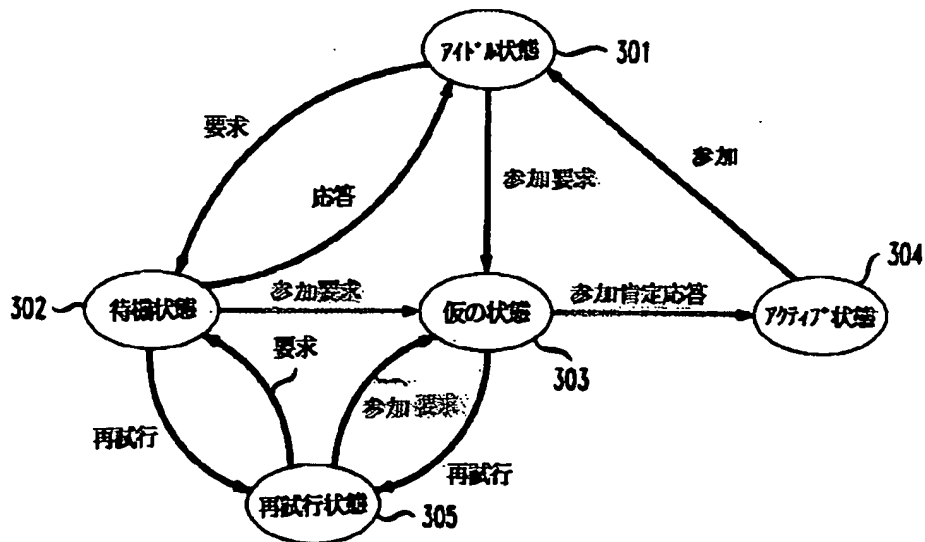 アイドル状態
301
要求
応答
参加要求
参加
302
待機状態
参加要求
仮の状態
303
参加肯定応答
304
アクティブ状態
要求
参加要求
再試行
再試行
再試行状態
305